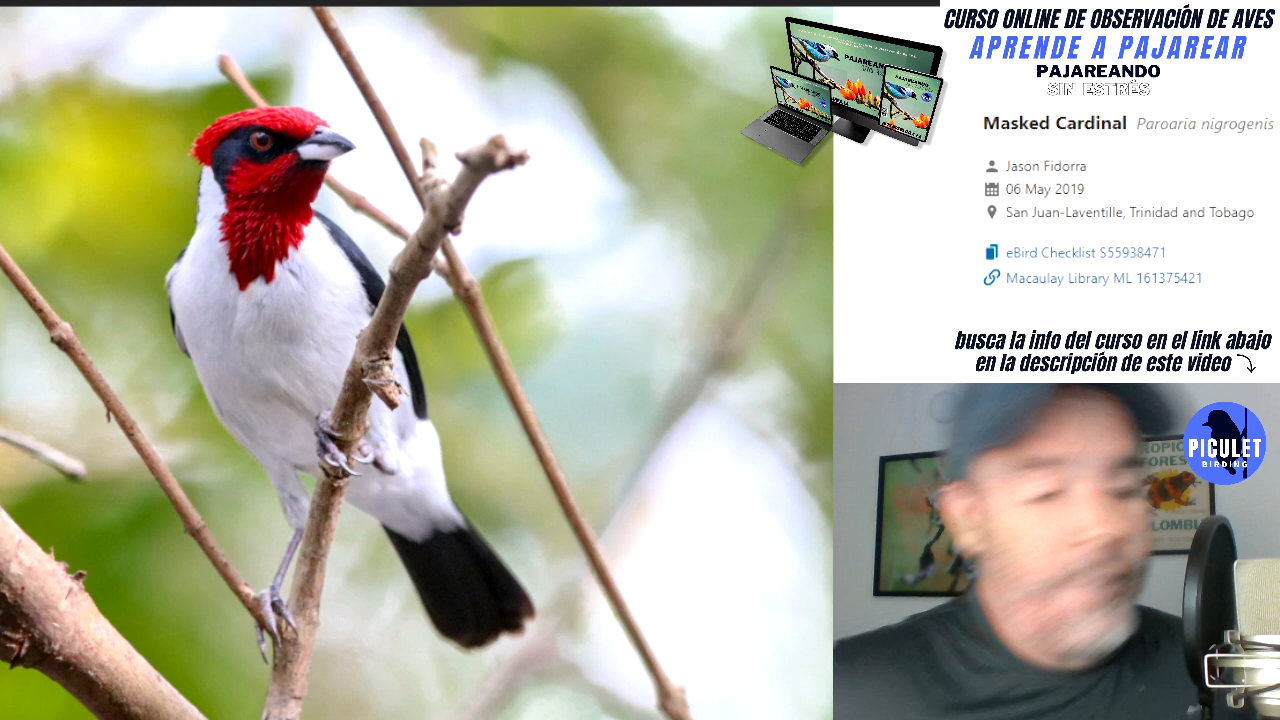 CURSO ONLINE DE OBSERVACIÓN DE AVES
APRENDE A PAJAREAR
PAJAREANDO
SIN ESTRÉS
Masked Cardinal Paroaria nigrogenis
Jason Fidorra
06 May 2019
San Juan-Laventille, Trinidad and Tobago
eBird Checklist S55938471
Macaulay Library ML 161375421
busca la info del curso en el link abajo
en la descripción de este video
PICULET
BIRDING